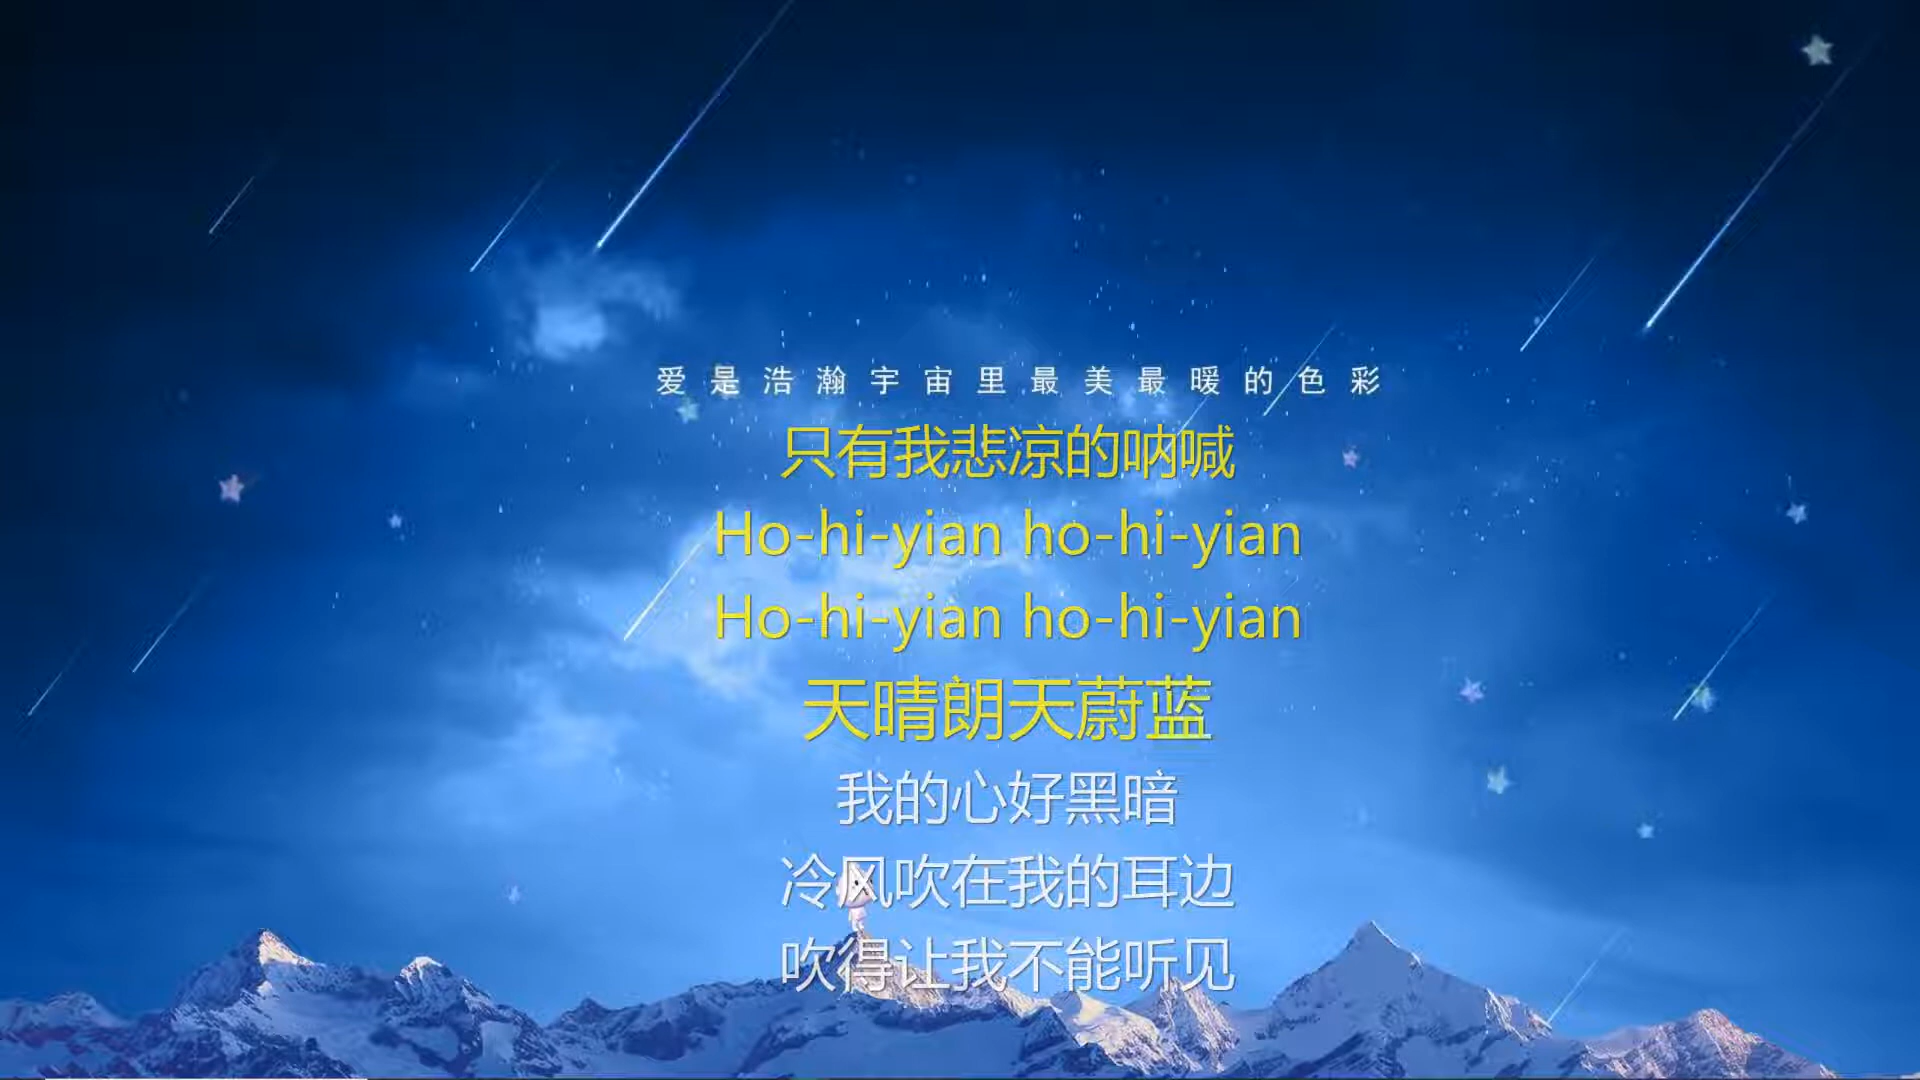 爱是浩瀚宇宙里最美最暖的色彩
只有我悲凉的呐喊
Ho-hi-yian ho-hi-yian
Ho-hi-yian ho-hi-yian
天晴朗天蔚蓝
我的心好黑暗
冷风吹在我的耳边
吹得让我不能听见